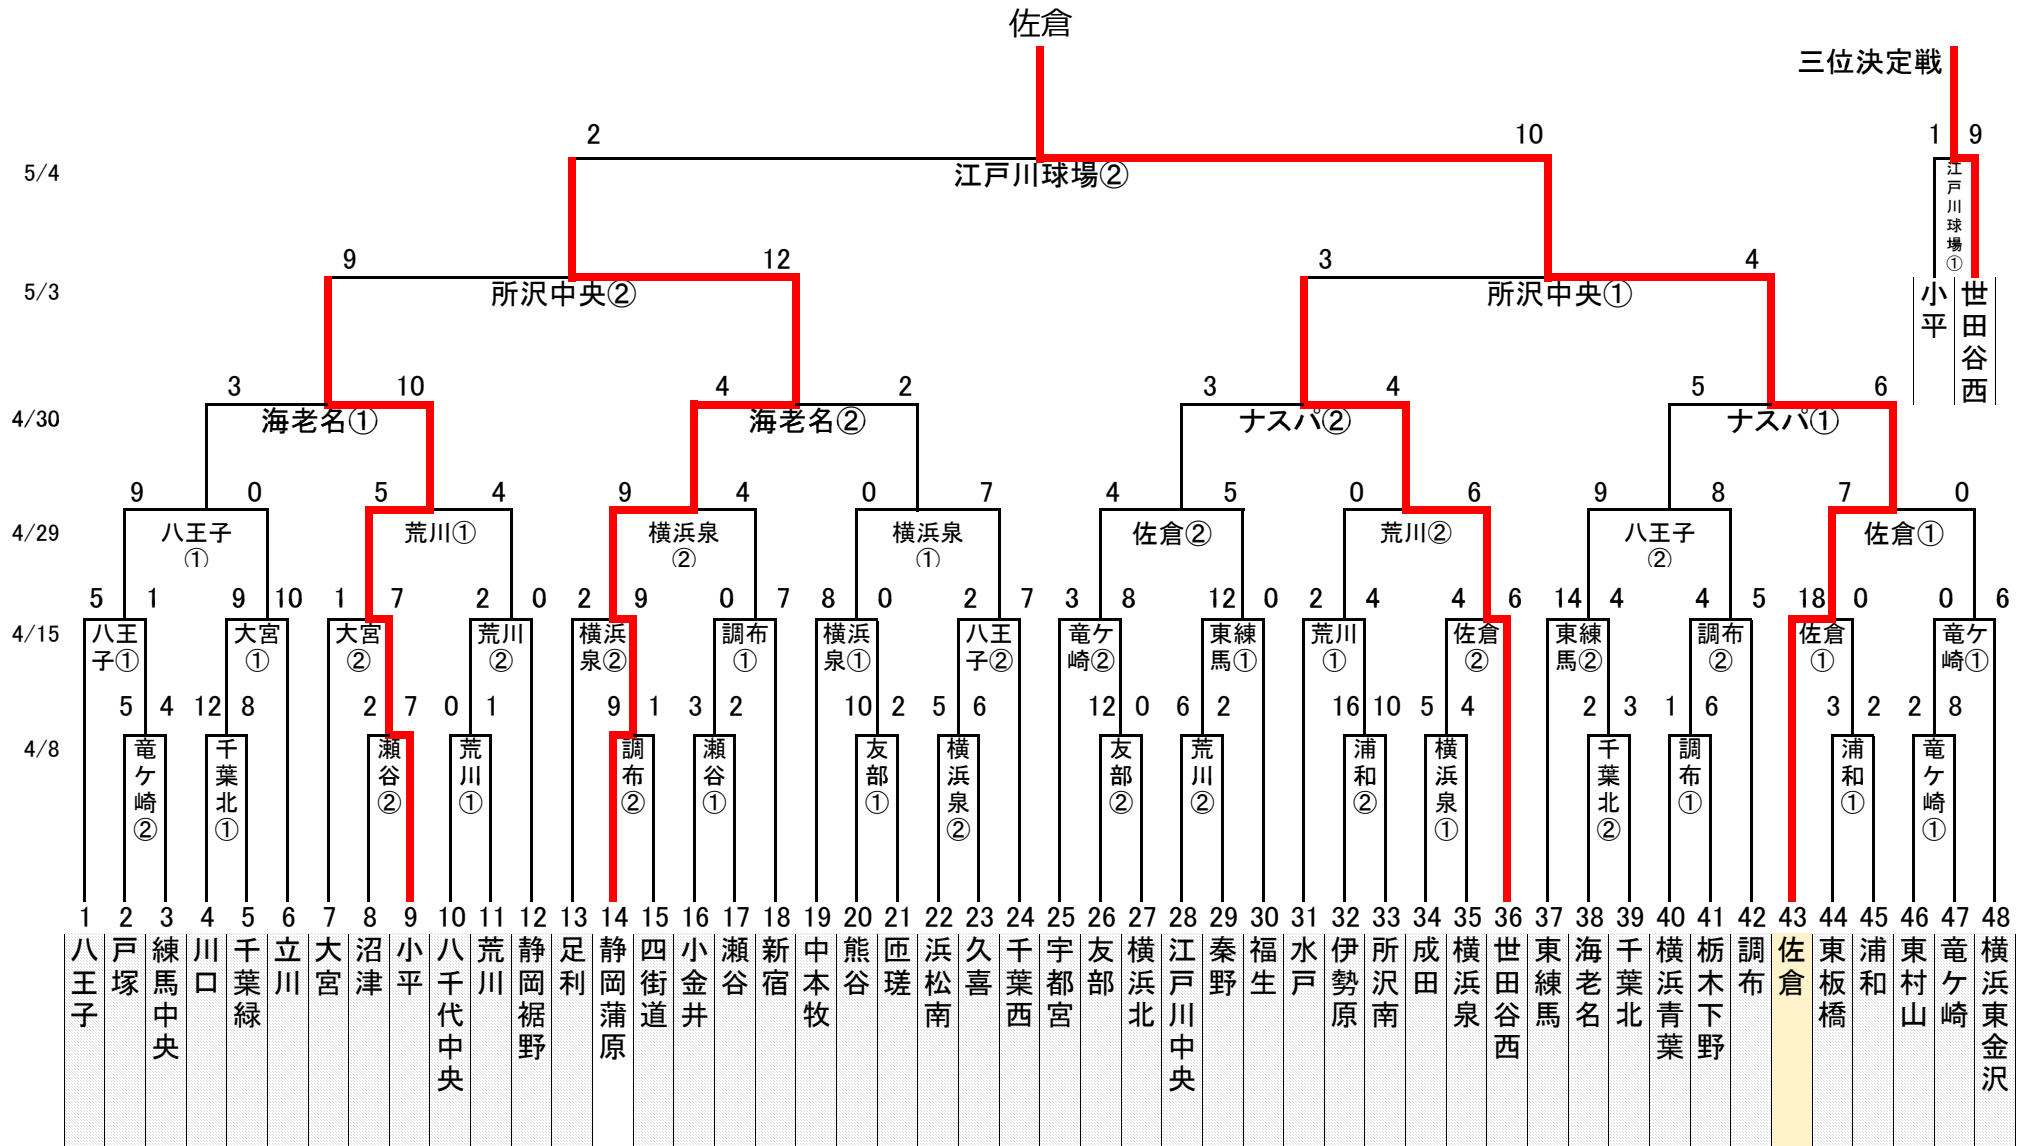 佐倉
三位決定戦
2 10 1 9
5/4
江戸川球場②
江戸川球場①
9 12 3 4
5/3
所沢中央② 所沢中央①
小平 世田谷西
3 10 4 2 3 4 5 6
4/30
海老名① 海老名② ナスパ② ナスパ①
9 0 5 4 9 4 0 7 4 5 0 6 9 8 7 0
4/29
八王子① 荒川① 横浜泉② 横浜泉① 佐倉② 荒川② 八王子② 佐倉①
5 1 9 10 1 7 2 0 2 9 0 7 8 0 2 7 3 8 12 0 2 4 4 6 14 4 4 5 18 0 0 6
4/15
八王子① 大宮① 大宮② 荒川② 横浜泉② 調布① 横浜泉① 八王子② 竜ケ崎② 東練馬① 荒川① 佐倉② 東練馬② 調布② 佐倉① 竜ケ崎①
5 4 12 8 2 7 0 1 9 1 3 2 10 2 5 6 12 0 6 2 16 10 5 4 2 3 1 6 3 2 2 8
4/8
竜ケ崎② 千葉北① 瀬谷② 荒川① 調布② 瀬谷① 友部① 横浜泉② 友部② 荒川② 浦和② 横浜泉① 千葉北② 調布① 浦和① 竜ケ崎①
1 2 3 4 5 6 7 8 9 10 11 12 13 14 15 16 17 18 19 20 21 22 23 24 25 26 27 28 29 30 31 32 33 34 35 36 37 38 39 40 41 42 43 44 45 46 47 48
八王子 戸塚 練馬中央 川口 千葉緑 立川 大宮 沼津 小平 八千代中央 荒川 静岡裾野 足利 静岡蒲原 四街道 小金井 瀬谷 新宿 中本牧 熊谷 匝瑳 浜松南 久喜 千葉西 宇都宮 友部 横浜北 江戸川中央 秦野 福生 水戸 伊勢原 所沢南 成田 横浜泉 世田谷西 東練馬 海老名 千葉北 横浜青葉 栃木下野 調布 佐倉 東板橋 浦和 東村山 竜ケ崎 横浜東金沢